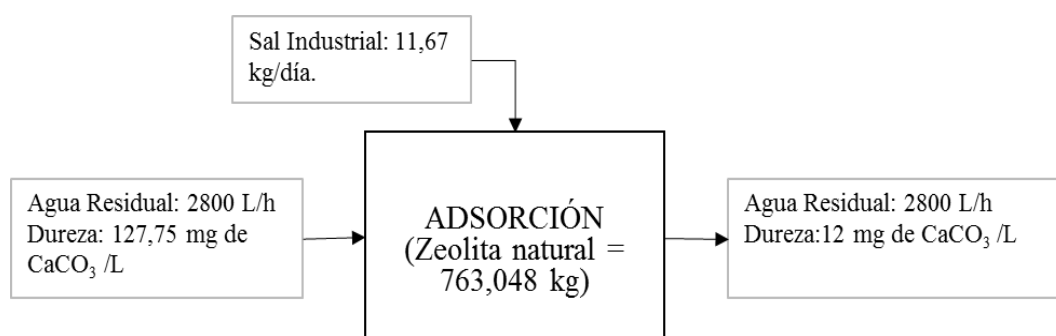 Sal Industrial: 11,67
kg/día.
Agua Residual: 2800 L/h
Dureza: 127,75 mg de
CaCO₃ /L
ADSORCIÓN
(Zeolita natural =
763,048 kg)
Agua Residual: 2800 L/h
Dureza:12 mg de CaCO₃ /L